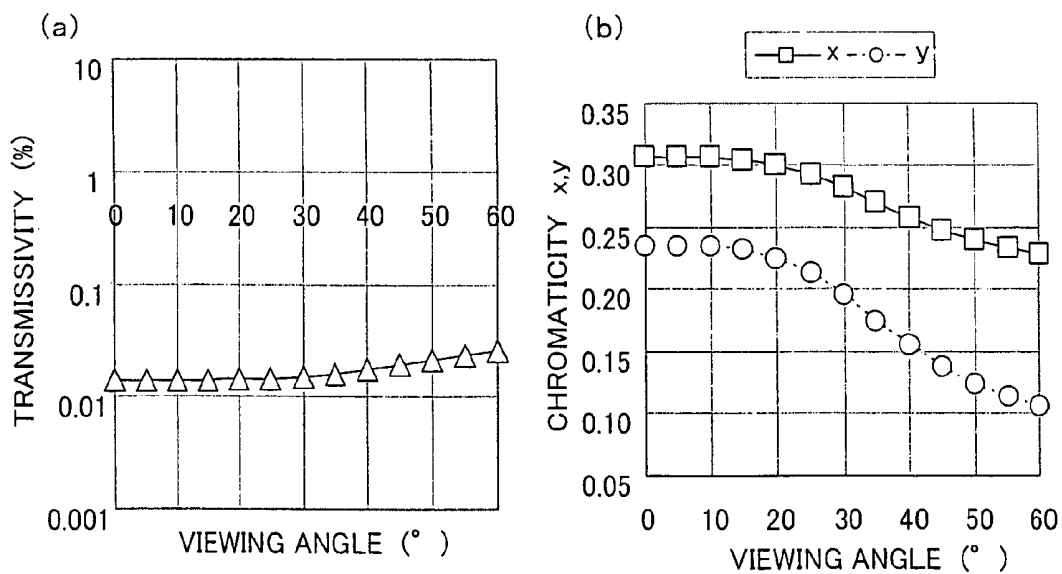 (a)
TRANSMISSIVITY (%)
10
1
0 10 20 30 40 50 60
0.1
0.01
0.001
VIEWING ANGLE (°)
(b)
x y
CHROMATICITY x,y
0.35
0.30
0.25
0.20
0.15
0.10
0.05
0 10 20 30 40 50 60
VIEWING ANGLE (°)